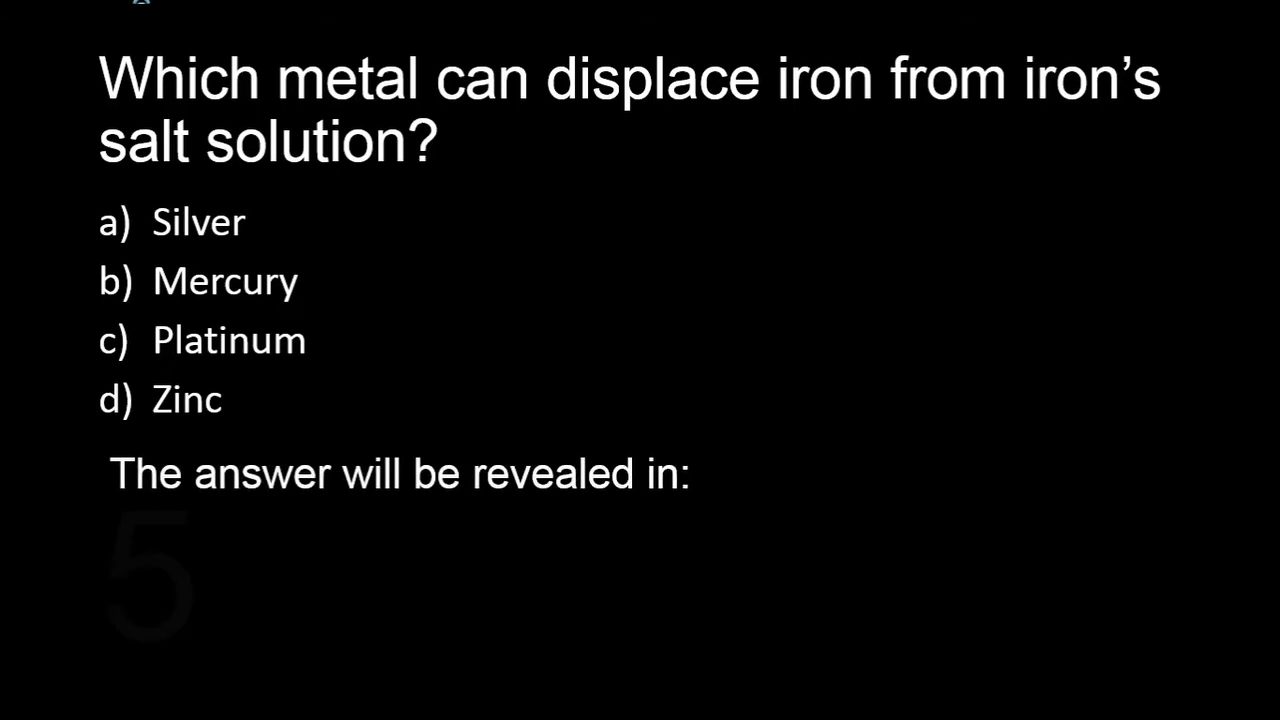 Which metal can displace iron from iron’s
salt solution?
a) Silver
b) Mercury
c) Platinum
d) Zinc
The answer will be revealed in:
5